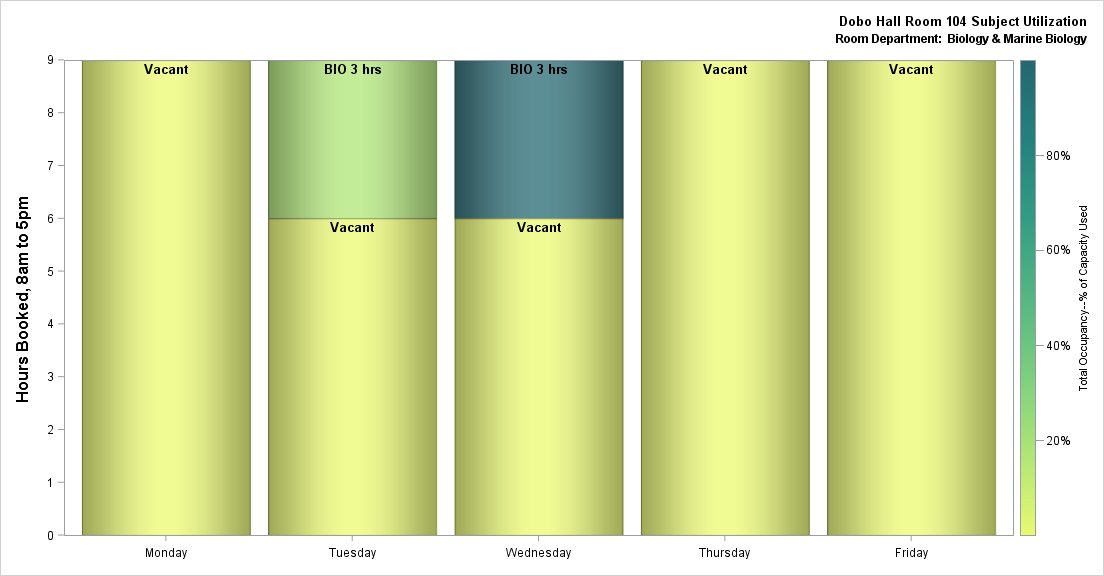 Dobo Hall Room 104 Subject Utilization
Room Department: Biology & Marine Biology
Hours Booked, 8am to 5pm
9
8
7
6
5
4
3
2
1
0
Vacant
BIO 3 hrs
BIO 3 hrs
Vacant
Vacant
Vacant
Vacant
Monday
Tuesday
Wednesday
Thursday
Friday
80%
60%
40%
20%
Total Occupancy--% of Capacity Used